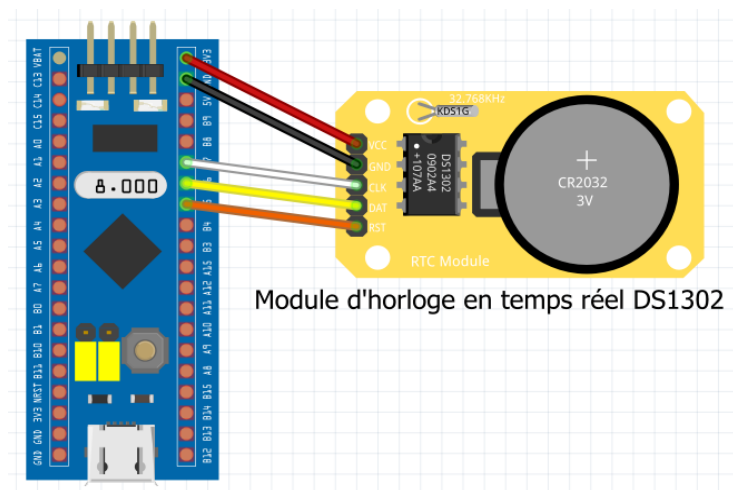 VBAT
C13
C14
C15
A0
A1
A2
A3
A4
A5
A6
A7
B0
B1
B10
B11
NRST
3V3
GND
GND
3V3
5V
B9
B8
B4
B3
A15
A12
A11
A10
A9
A8
B15
B14
B13
B12
8.000
32.768KHz
KDS1G
VCC
GND
CLK
DAT
RST
DS1302
0902A4
+107AA
CR2032
3V
RTC Module
Module d'horloge en temps réel DS1302